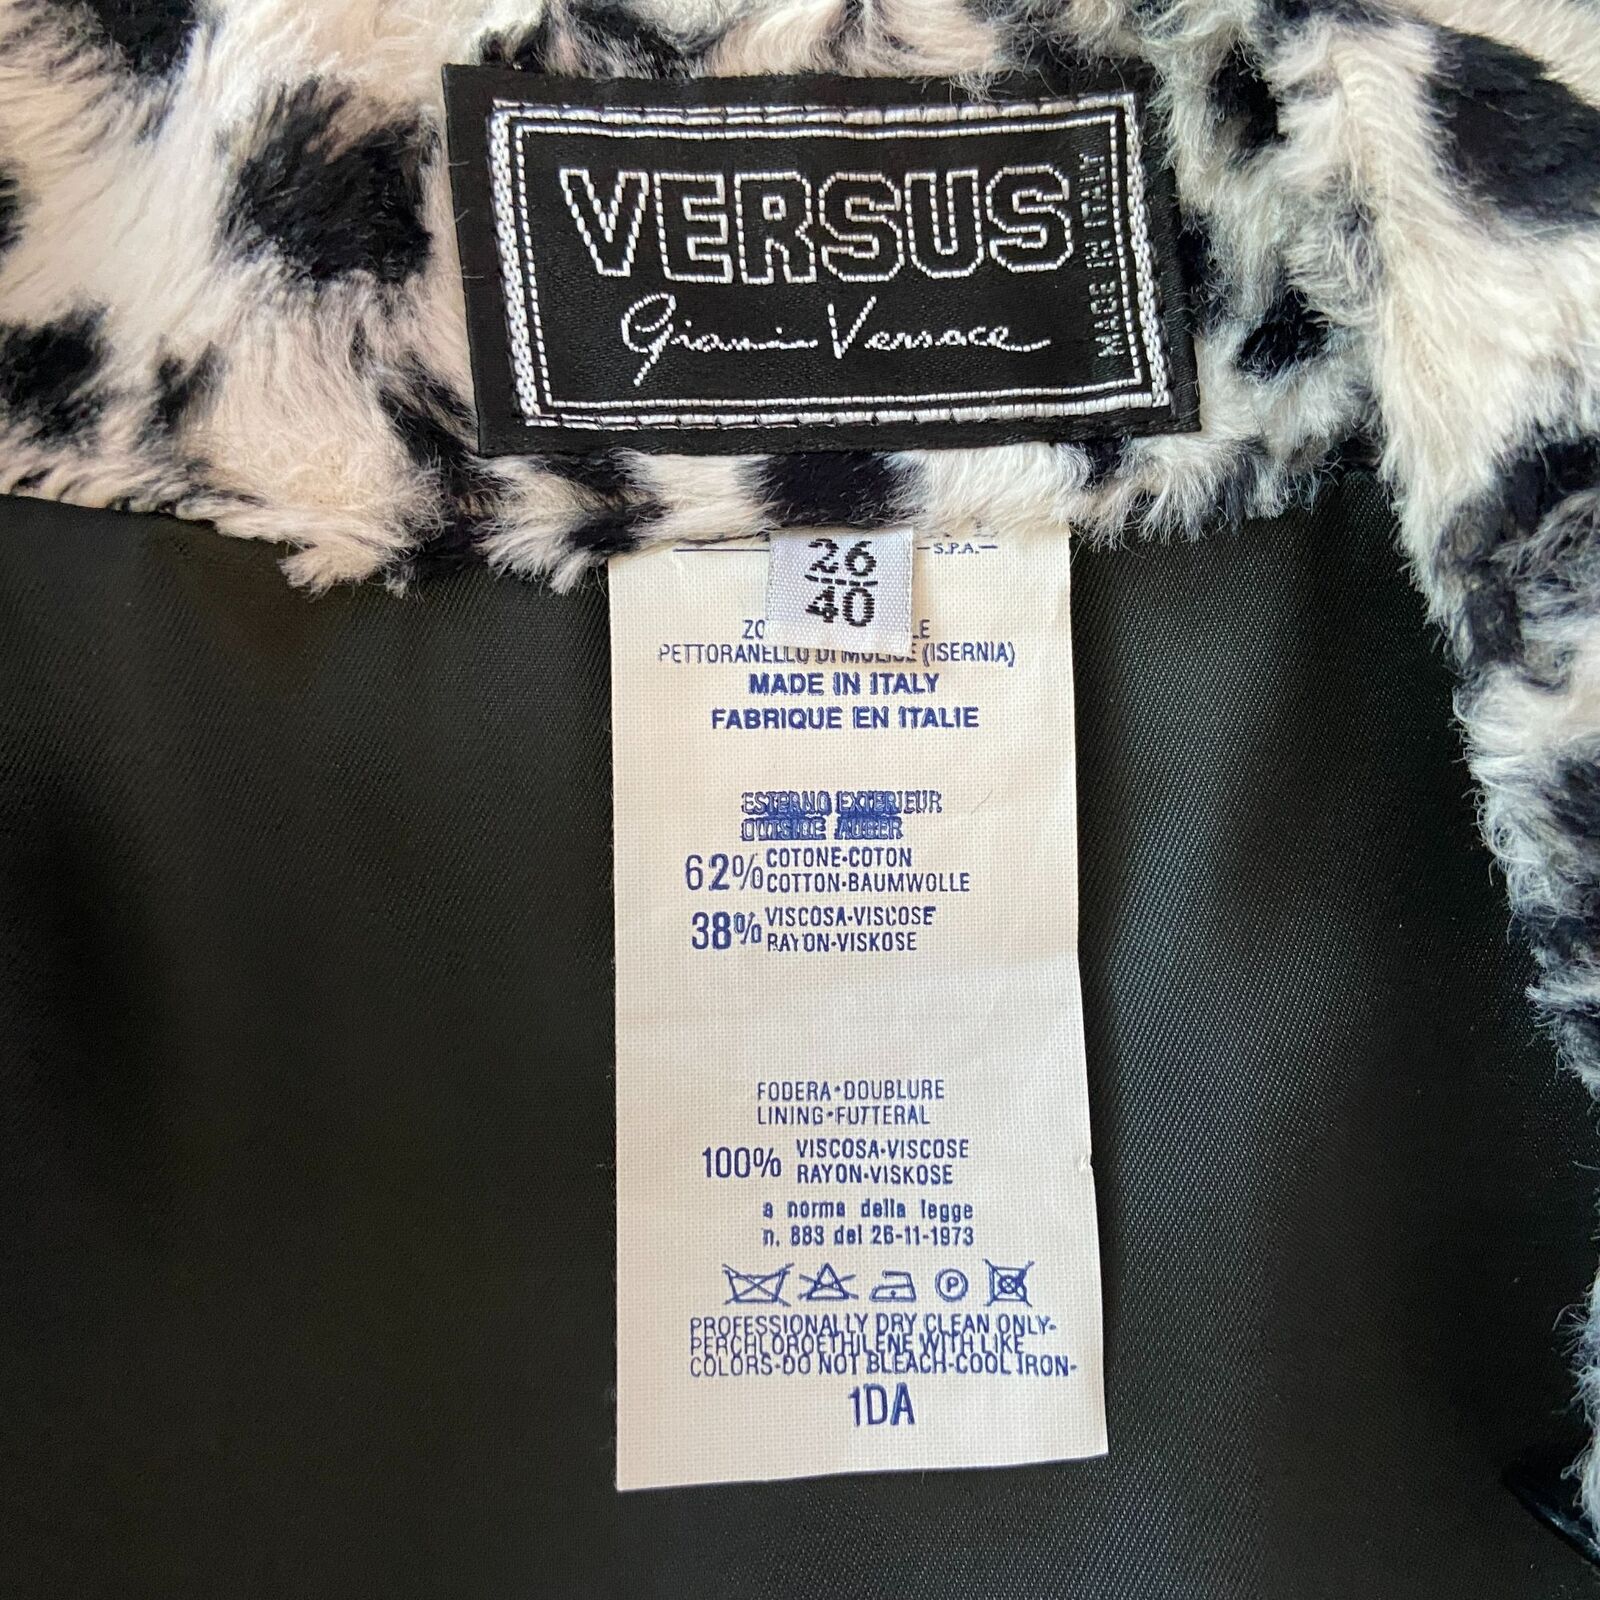 VERSUS
Gianni Versace
MADE IN ITALY
26
40
S.P.A.
PETTORANELLO DI MOLISE (ISERNIA)
MADE IN ITALY
FABRIQUE EN ITALIE
ESTERNO EXTERIEUR
OUTSIDE AUBER
62% COTONE-COTON
COTTON-BAUMWOLLE
38% VISCOSA-VISCOSE
RAYON-VISKOSE
FODERA-DOUBLURE
LINING-FUTTERAL
100% VISCOSA-VISCOSE
RAYON-VISKOSE
a norma della legge
n. 883 del 26-11-1973
P
PROFESSIONALLY DRY CLEAN ONLY-
PERCHLOROETHILENE WITH LIKE
COLORS-DO NOT BLEACH-COOL IRON-
1DA